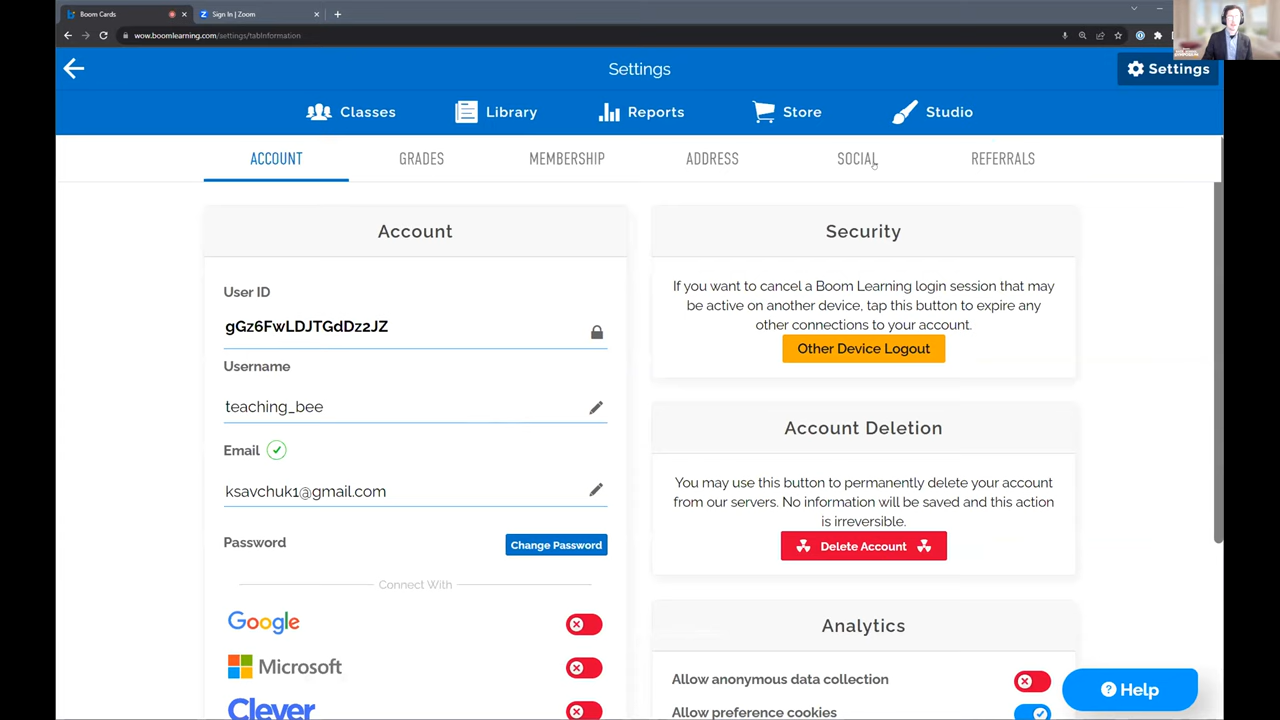 Boom Cards
Sign In | Zoom
wow.boomlearning.com/settings/tabInformation
Settings
Settings
Classes
Library
Reports
Store
Studio
ACCOUNT
GRADES
MEMBERSHIP
ADDRESS
SOCIAL
REFERRALS
Account
User ID
gGz6FwLDJTGdDz2JZ
Username
teaching_bee
Email
ksavchuk1@gmail.com
Password
Change Password
Connect With
Google
Microsoft
Clever
Security
If you want to cancel a Boom Learning login session that may
be active on another device, tap this button to expire any
other connections to your account.
Other Device Logout
Account Deletion
You may use this button to permanently delete your account
from our servers. No information will be saved and this action
is irreversible.
Delete Account
Analytics
Allow anonymous data collection
Allow preference cookies
Help